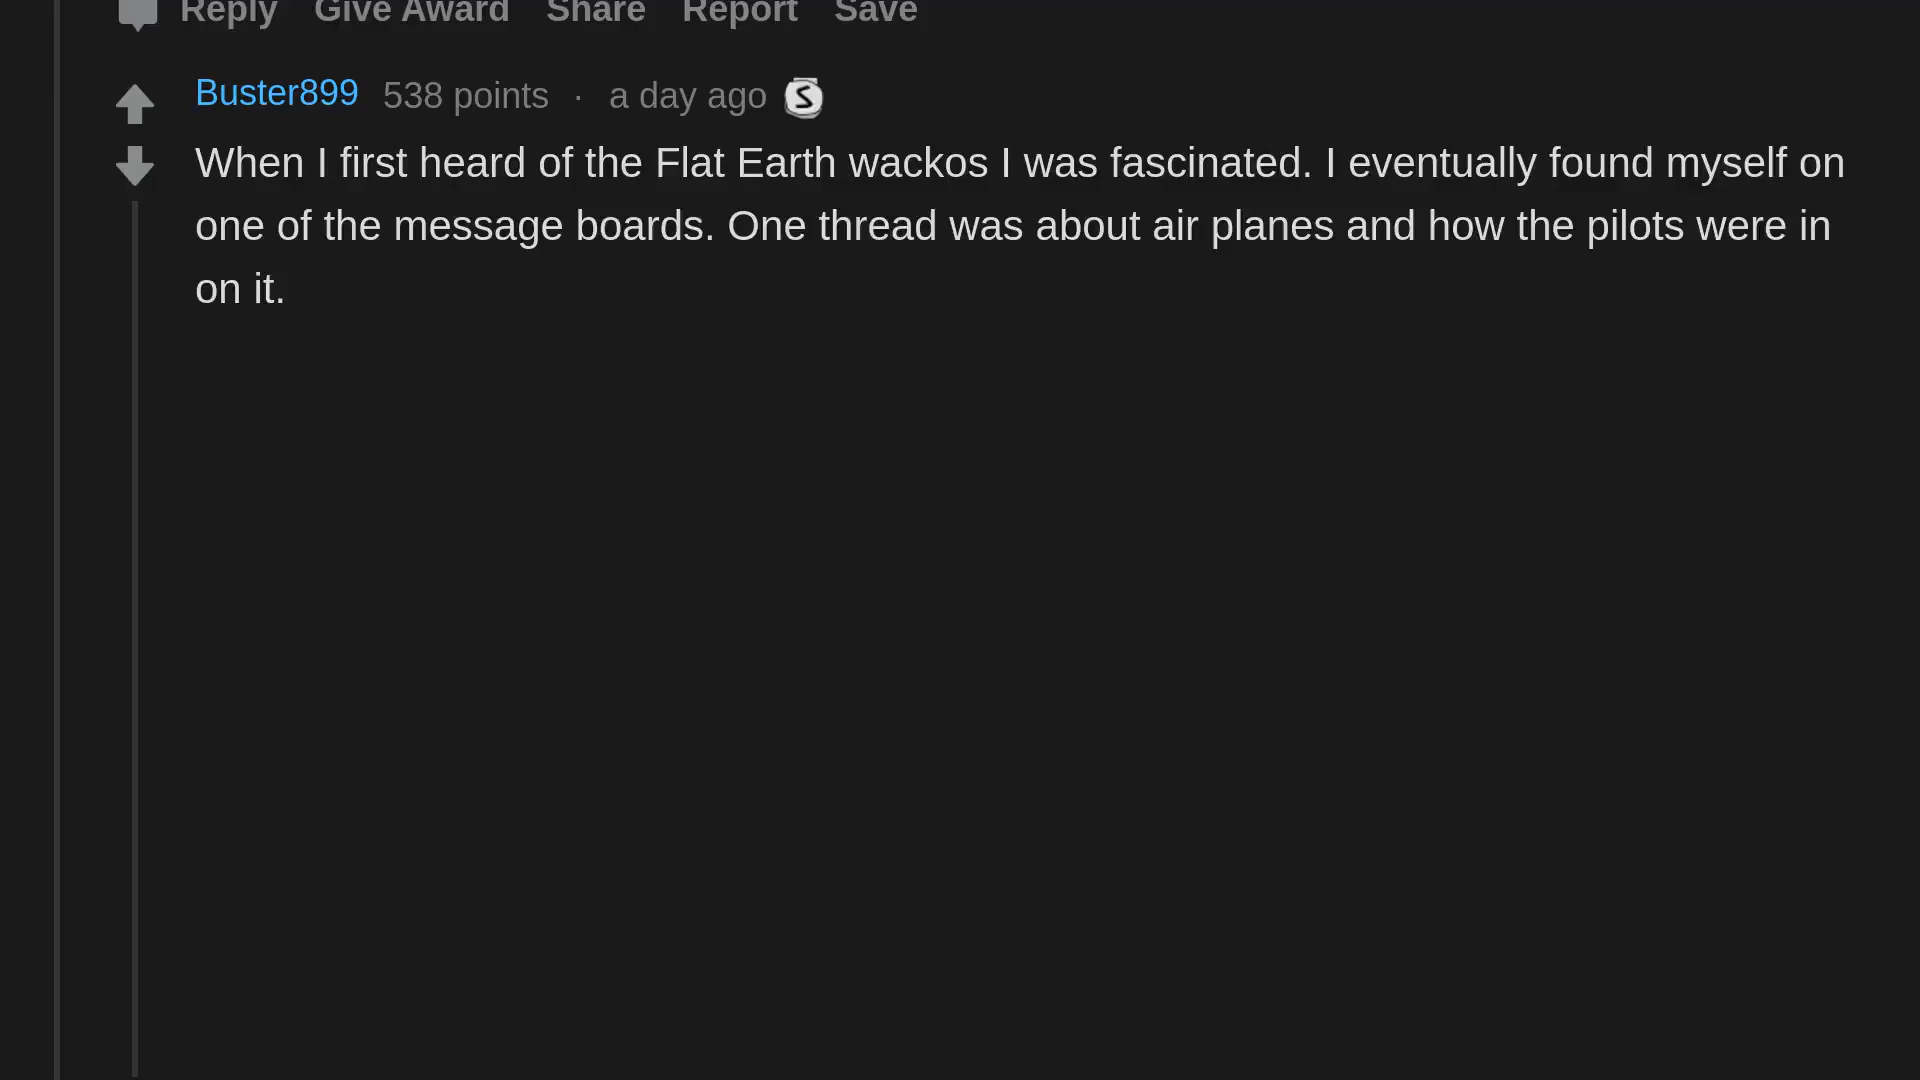 Reply Give Award Share Report Save
Buster899 538 points · a day ago S
When I first heard of the Flat Earth wackos I was fascinated. I eventually found myself on
one of the message boards. One thread was about air planes and how the pilots were in
on it.